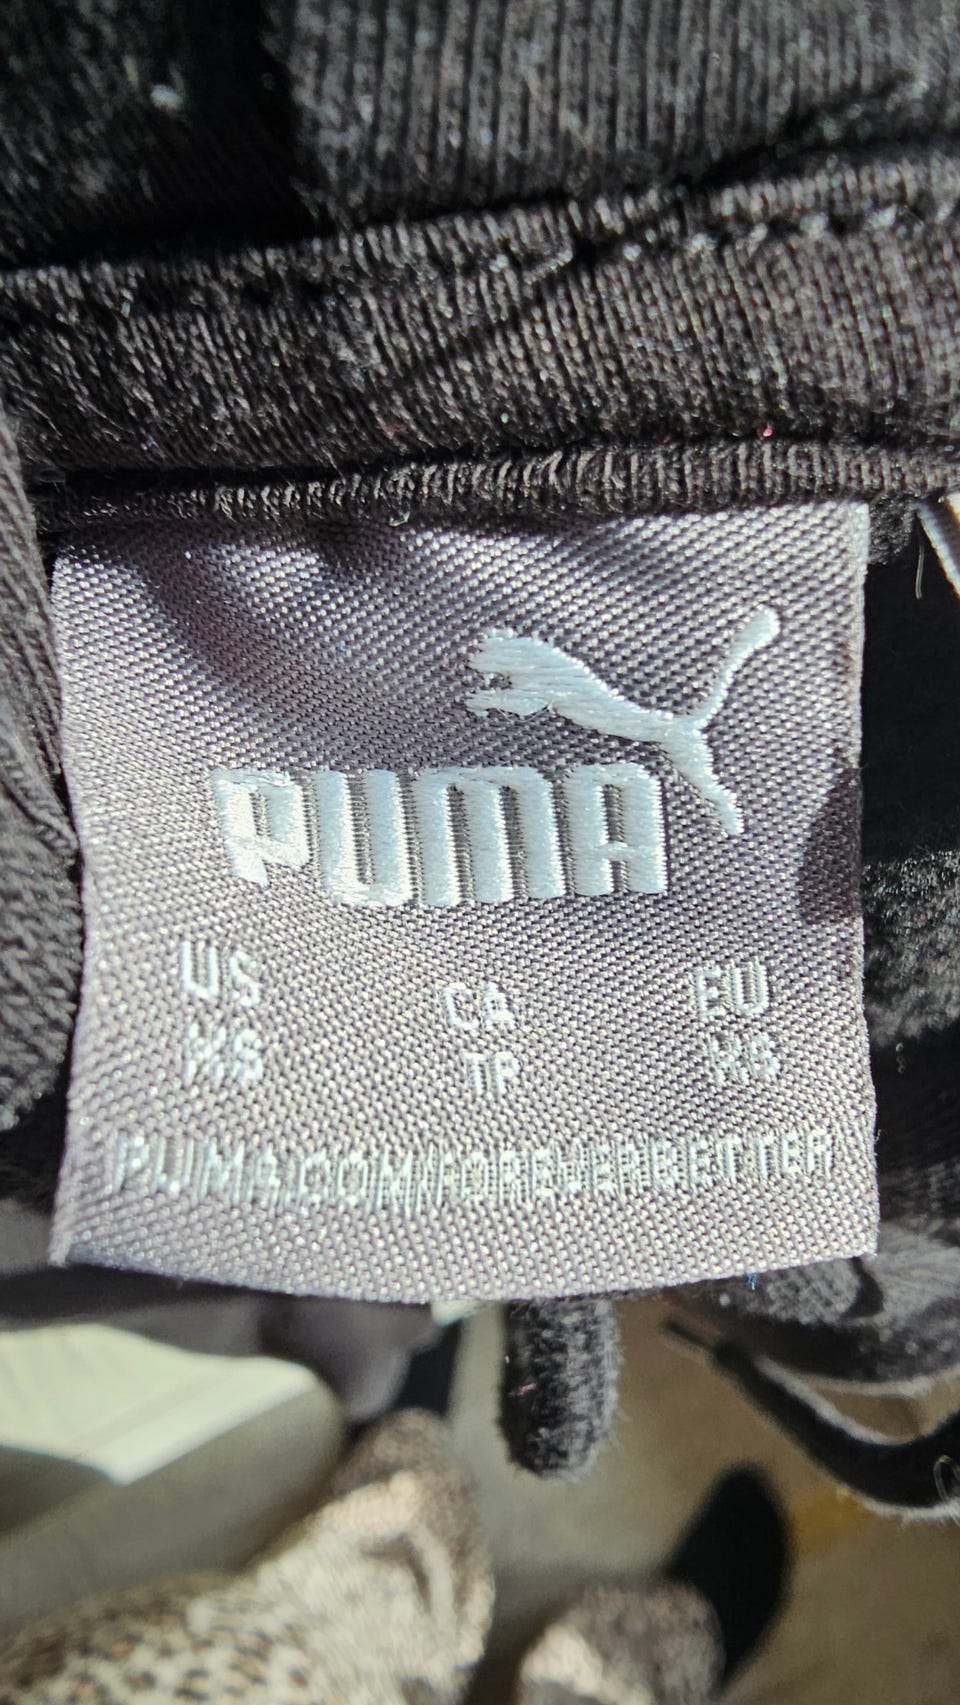 PUMA
US CA EU
XS TP XS
PUMA.COM/FOREVERBETTER